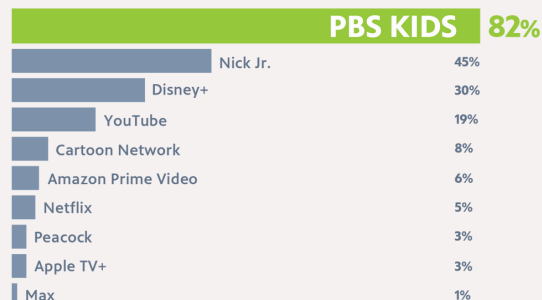 PBS KIDS 82%
Nick Jr. 45%
Disney+ 30%
YouTube 19%
Cartoon Network 8%
Amazon Prime Video 6%
Netflix 5%
Peacock 3%
Apple TV+ 3%
Max 1%